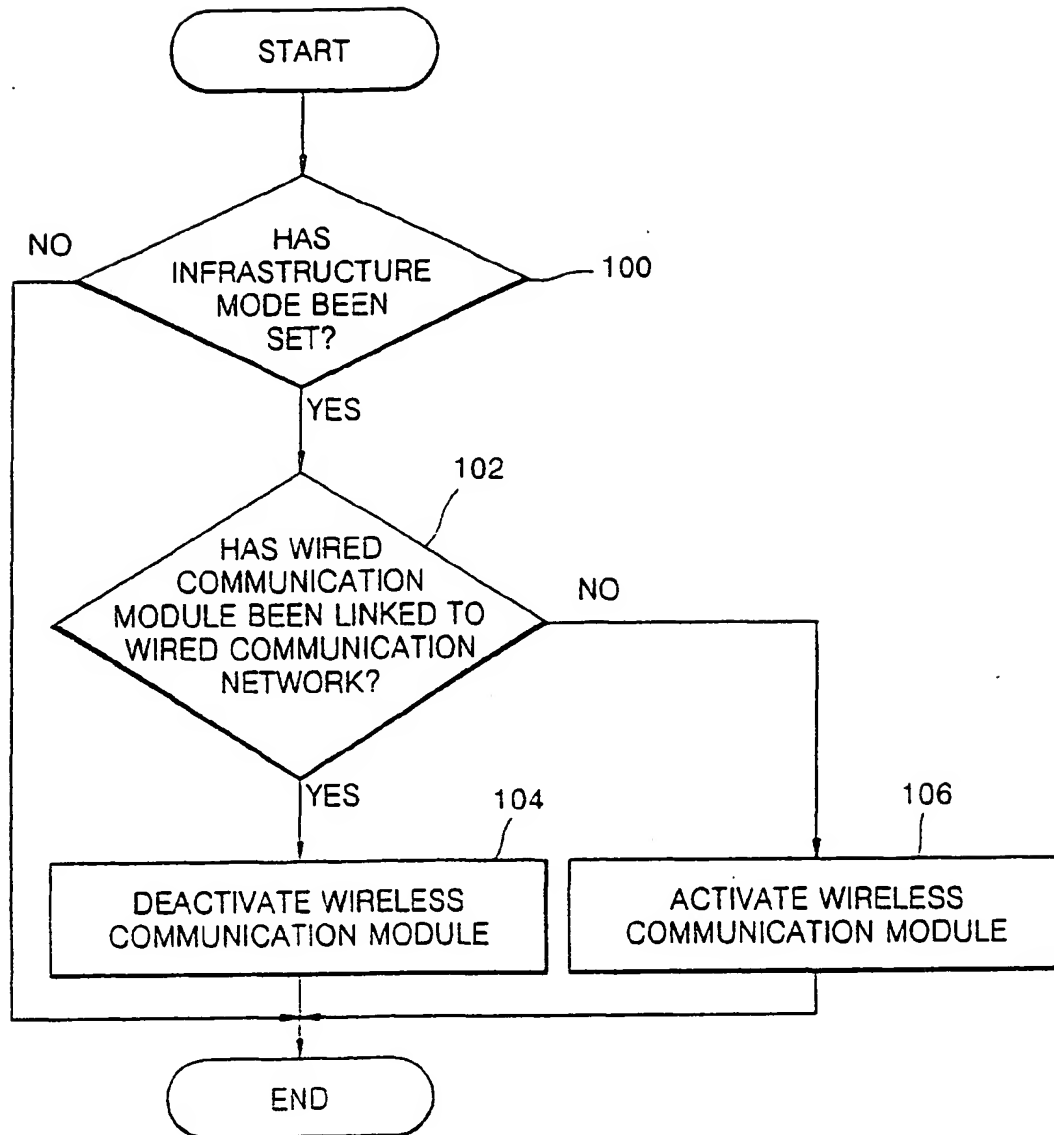 START
NO
HAS
INFRASTRUCTURE
MODE BEEN
SET?
100
YES
102
HAS WIRED
COMMUNICATION
MODULE BEEN LINKED TO
WIRED COMMUNICATION
NETWORK?
NO
YES
104
106
DEACTIVATE WIRELESS
COMMUNICATION MODULE
ACTIVATE WIRELESS
COMMUNICATION MODULE
END